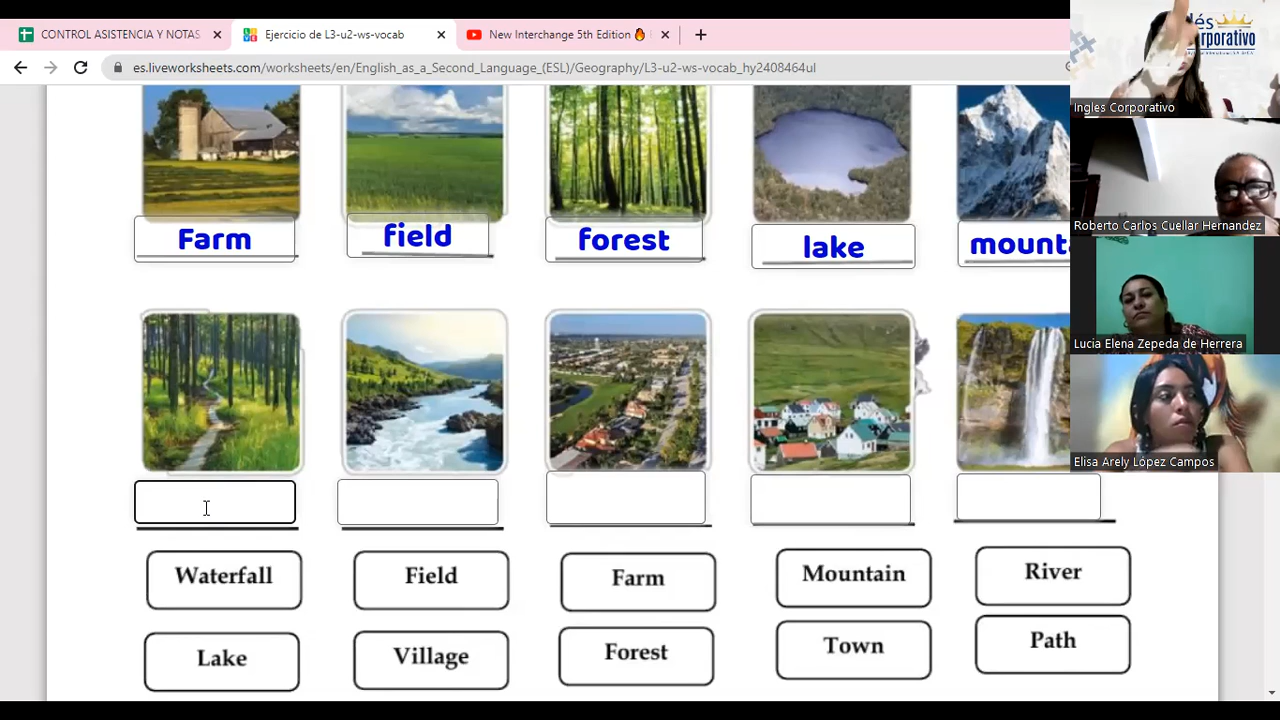 CONTROL ASISTENCIA Y NOTAS
Ejercicio de L3-u2-ws-vocab
New Interchange 5th Edition
es.liveworksheets.com/worksheets/en/English_as_a_Second_Language_(ESL)/Geography/L3-u2-ws-vocab_hy2408464ul
Farm
field
forest
lake
Waterfall
Field
Farm
Mountain
River
Lake
Village
Forest
Town
Path
Ingles Corporativo
Roberto Carlos Cuellar Hernandez
Lucia Elena Zepeda de Herrera
Elisa Arely López Campos